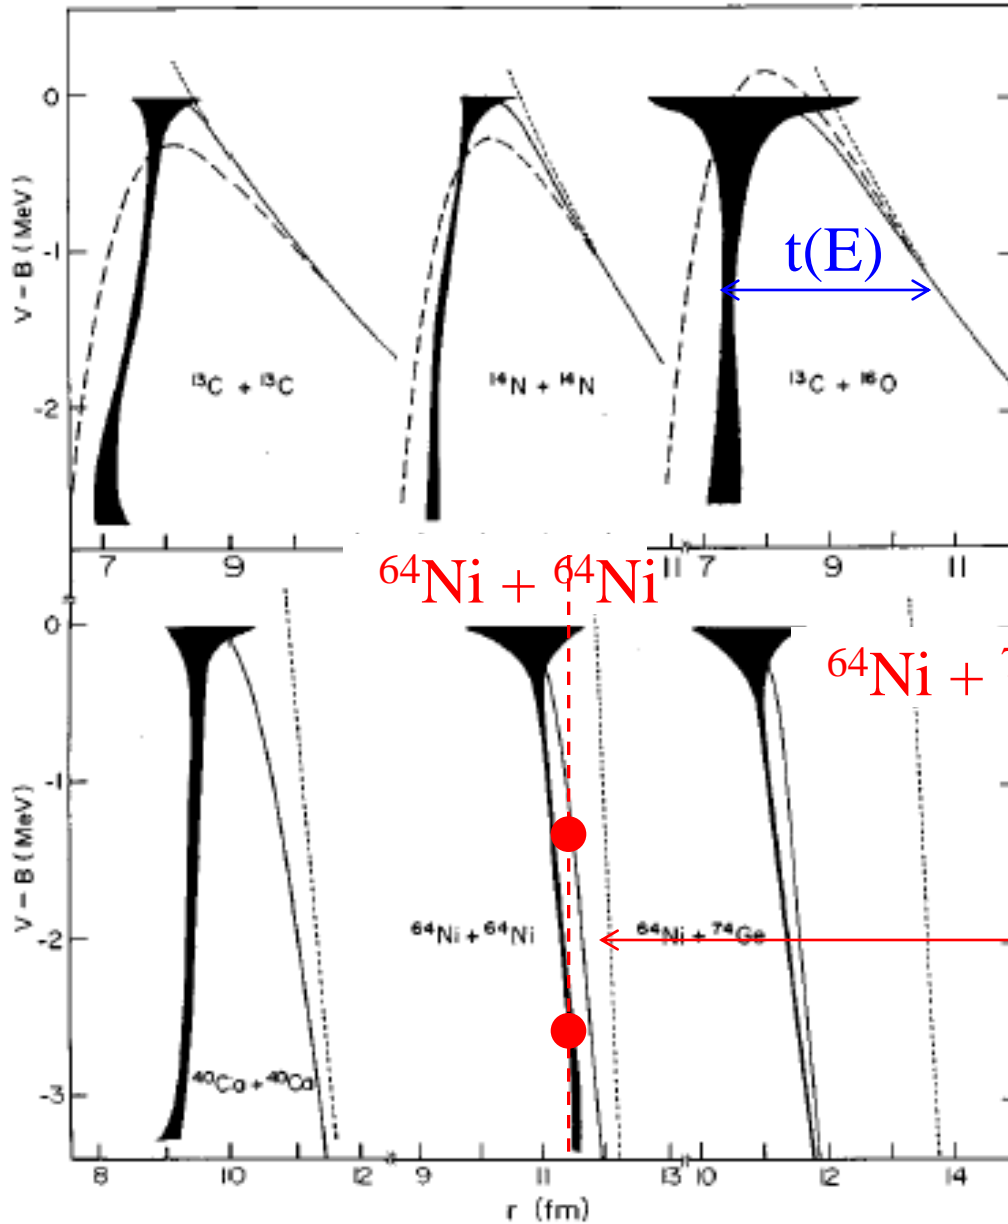 0
-1
-2
V - B (MeV)
t(E)
¹³C + ¹³C
¹⁴N + ¹⁴N
¹³C + ¹⁶O
7
9
11
7
9
11
⁶⁴Ni + ⁶⁴Ni
⁶⁴Ni + 7
0
-1
-2
-3
V - B (MeV)
⁶⁴Ni + ⁶⁴Ni
⁶⁴Ni + ⁷⁴Ge
⁴⁰Ca + ⁴⁰Ca
8
10
12
9
11
13
10
12
14
r (fm)